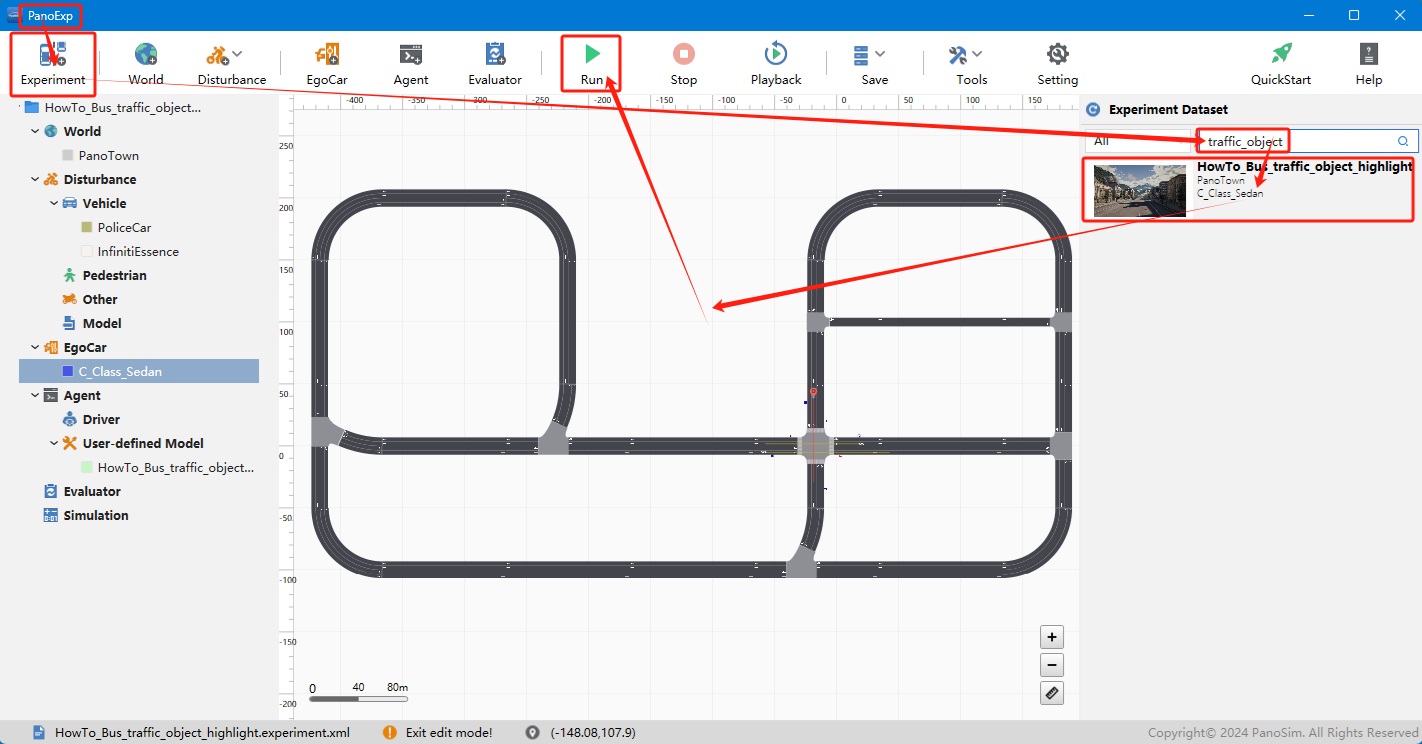 PanoExp
Experiment
World
Disturbance
EgoCar
Agent
Evaluator
Run
Stop
Playback
Save
Tools
Setting
QuickStart
Help
HowTo_Bus_traffic_object...
World
PanoTown
Disturbance
Vehicle
PoliceCar
InfinitiEssence
Pedestrian
Other
Model
EgoCar
C_Class_Sedan
Agent
Driver
User-defined Model
HowTo_Bus_traffic_object...
Evaluator
Simulation
-400
-350
-300
-250
-200
-150
-100
-50
0
50
100
150
250
200
150
100
50
0
-50
-100
-150
-200
0 40 80m
Experiment Dataset
All
traffic_object
HowTo_Bus_traffic_object_highlight
PanoTown
C_Class_Sedan
HowTo_Bus_traffic_object_highlight.experiment.xml
Exit edit mode!
(-148.08,107.9)
Copyright© 2024 PanoSim. All Rights Reserved